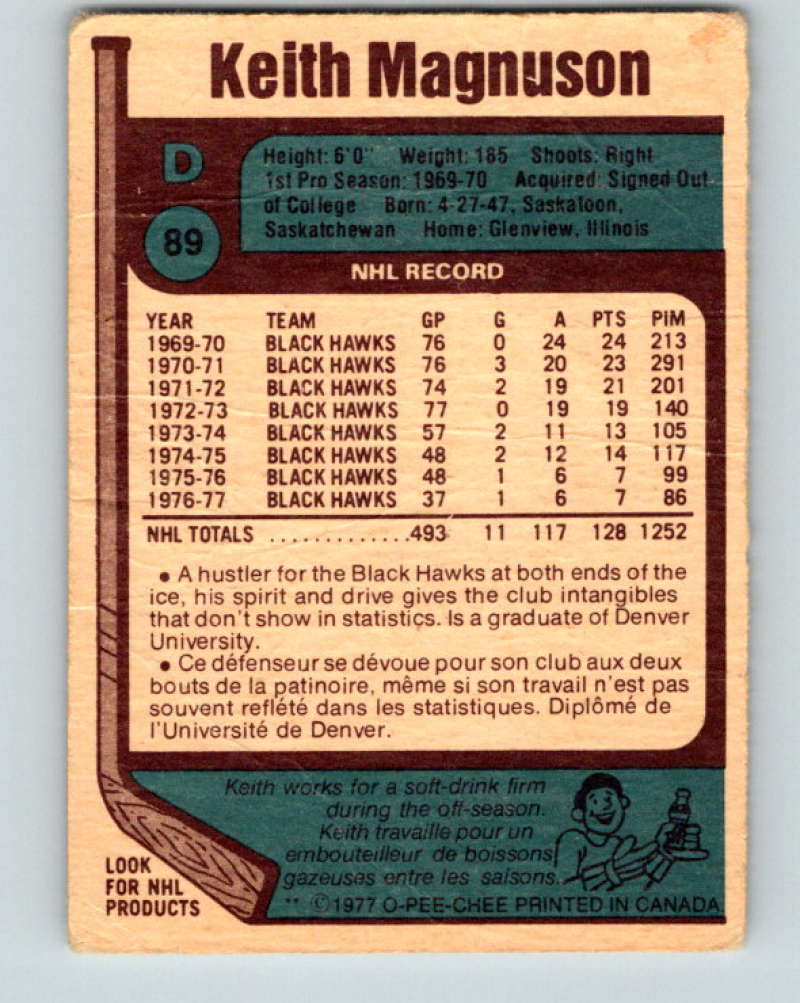 Keith Magnuson
D
89
Height: 6'0" Weight: 185 Shoots: Right
1st Pro Season: 1969-70 Acquired: Signed Out
of College Born: 4-27-47, Saskatoon,
Saskatchewan Home: Glenview, Illinois
NHL RECORD
YEAR TEAM GP G A PTS PiM
1969-70 BLACK HAWKS 76 0 24 24 213
1970-71 BLACK HAWKS 76 3 20 23 291
1971-72 BLACK HAWKS 74 2 19 21 201
1972-73 BLACK HAWKS 77 0 19 19 140
1973-74 BLACK HAWKS 57 2 11 13 105
1974-75 BLACK HAWKS 48 2 12 14 117
1975-76 BLACK HAWKS 48 1 6 7 99
1976-77 BLACK HAWKS 37 1 6 7 86
NHL TOTALS .............493 11 117 128 1252
• A hustler for the Black Hawks at both ends of the
ice, his spirit and drive gives the club intangibles
that don't show in statistics. Is a graduate of Denver
University.
• Ce défenseur se dévoue pour son club aux deux
bouts de la patinoire, même si son travail n'est pas
souvent reflété dans les statistiques. Diplômé de
l'Université de Denver.
Keith works for a soft-drink firm
during the off-season.
Keith travaille pour un
embouteilleur de boissons
gazeuses entre les saisons.
LOOK
FOR NHL
PRODUCTS
** ©1977 O-PEE-CHEE PRINTED IN CANADA